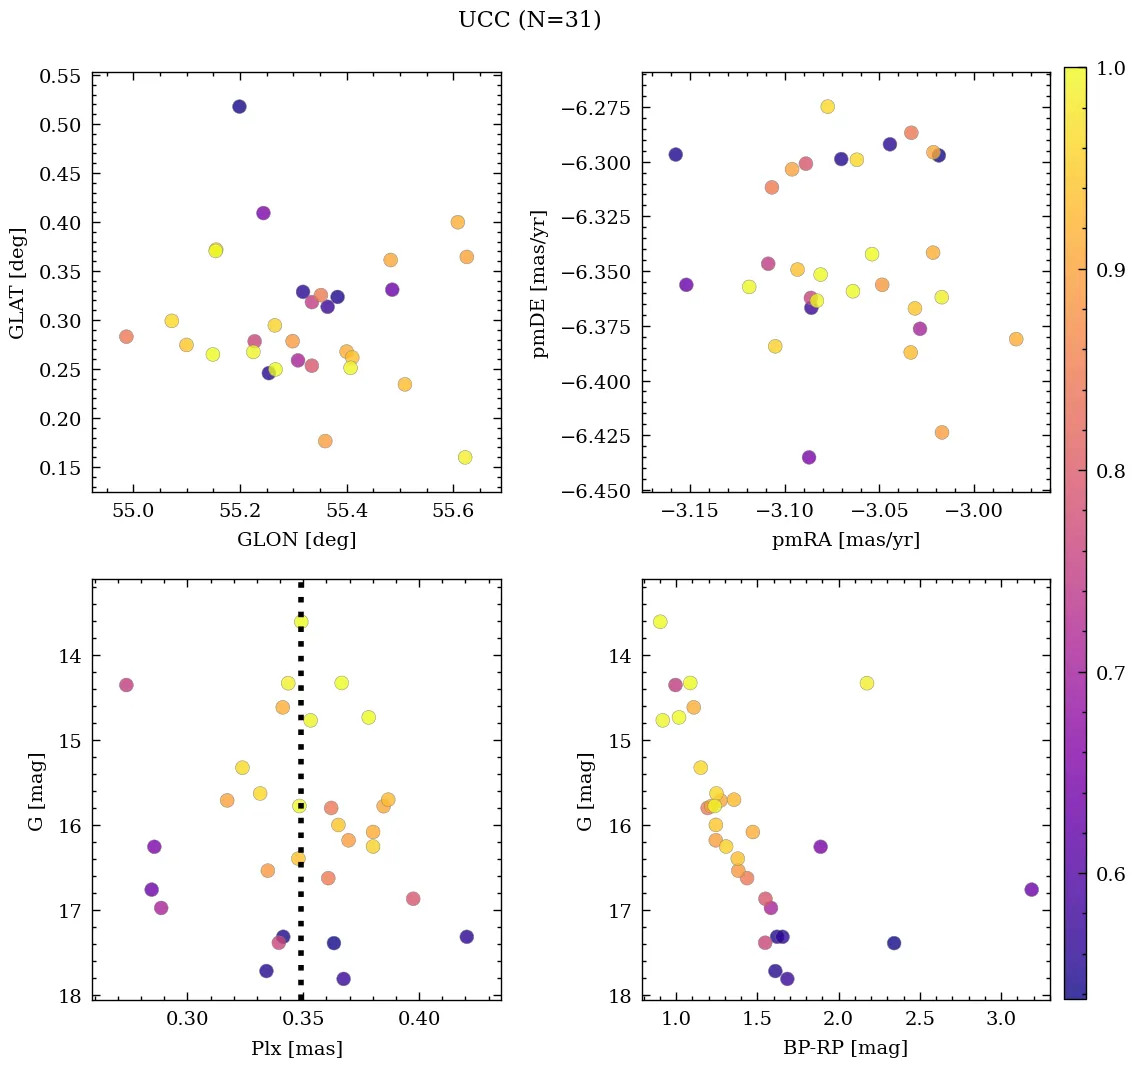 UCC (N=31)
0.55
0.50
0.45
0.40
0.35
0.30
0.25
0.20
0.15
GLAT [deg]
55.0 55.2 55.4 55.6
GLON [deg]
−6.275
−6.300
−6.325
−6.350
−6.375
−6.400
−6.425
−6.450
pmDE [mas/yr]
−3.15 −3.10 −3.05 −3.00
pmRA [mas/yr]
14
15
16
17
18
G [mag]
0.30 0.35 0.40
Plx [mas]
14
15
16
17
18
G [mag]
1.0 1.5 2.0 2.5 3.0
BP-RP [mag]
1.0
0.9
0.8
0.7
0.6